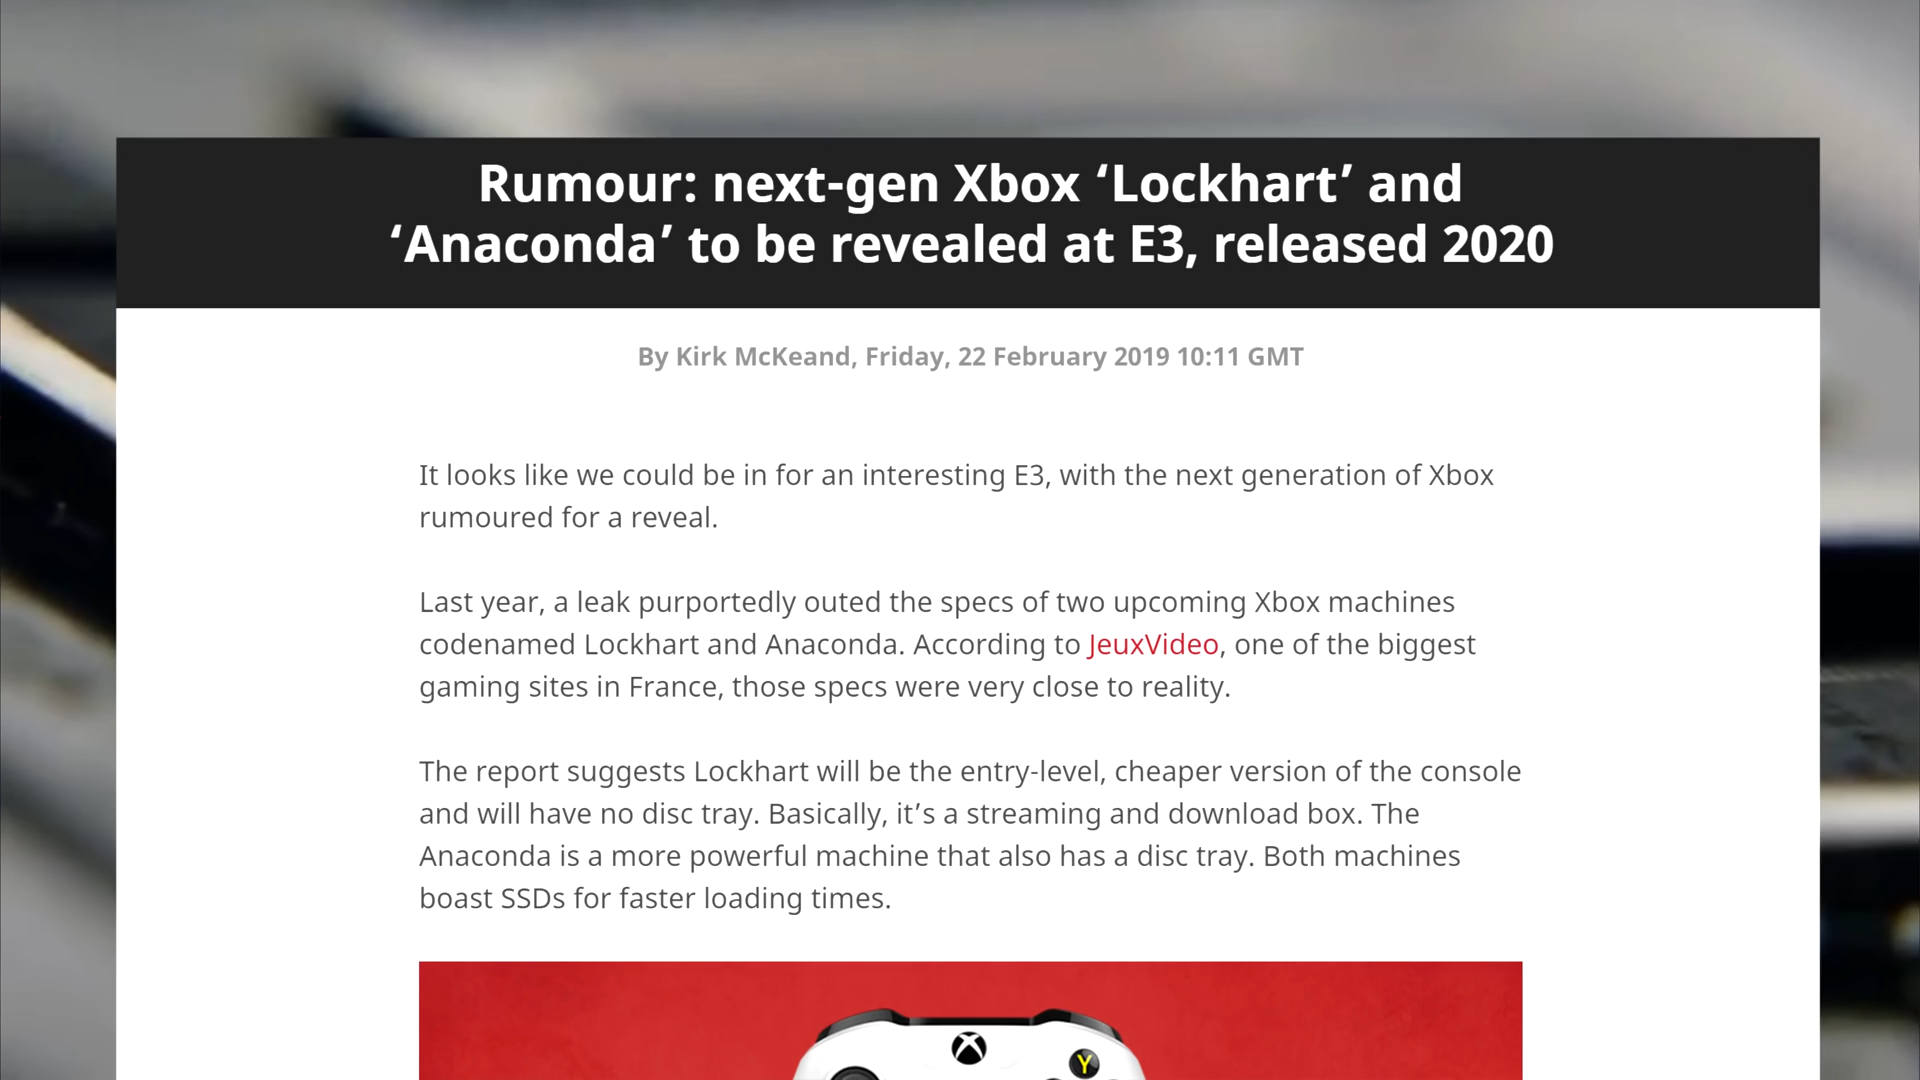 Rumour: next-gen Xbox ‘Lockhart’ and
‘Anaconda’ to be revealed at E3, released 2020
By Kirk McKeand, Friday, 22 February 2019 10:11 GMT
It looks like we could be in for an interesting E3, with the next generation of Xbox
rumoured for a reveal.
Last year, a leak purportedly outed the specs of two upcoming Xbox machines
codenamed Lockhart and Anaconda. According to JeuxVideo, one of the biggest
gaming sites in France, those specs were very close to reality.
The report suggests Lockhart will be the entry-level, cheaper version of the console
and will have no disc tray. Basically, it’s a streaming and download box. The
Anaconda is a more powerful machine that also has a disc tray. Both machines
boast SSDs for faster loading times.
Y